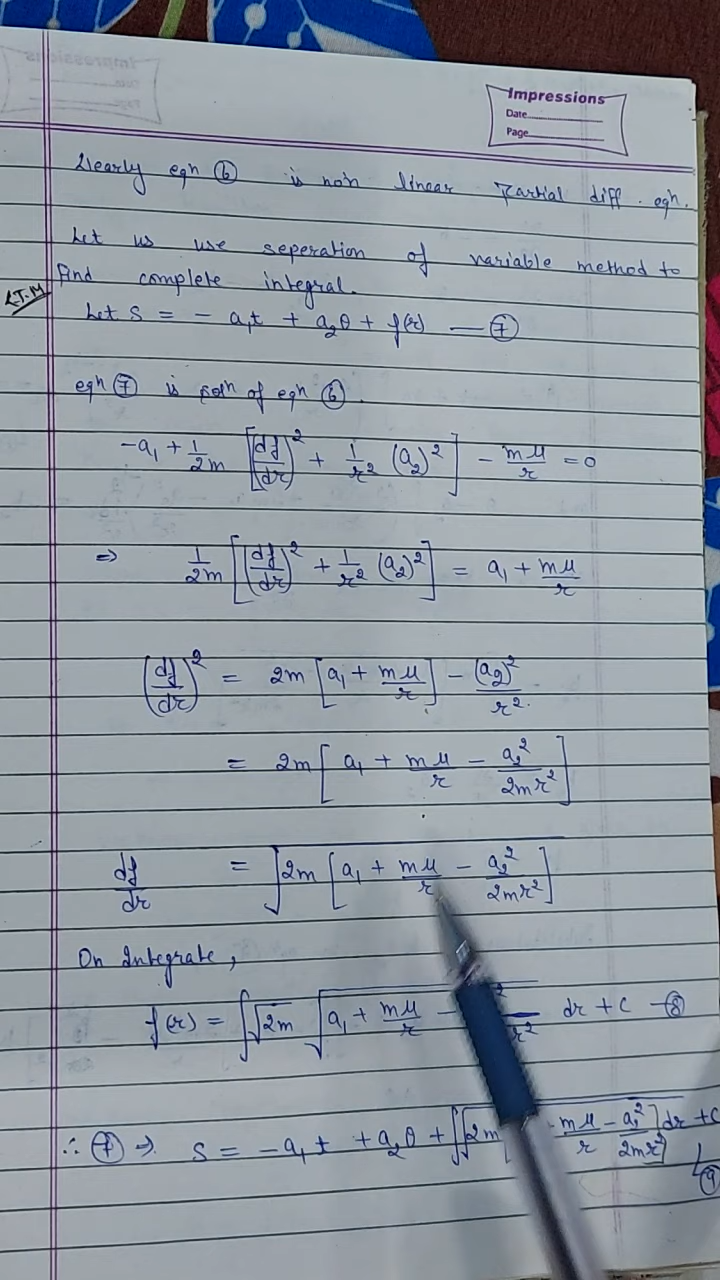 Impressions
Date
Page
Clearly eqn ⑥ is non linear Partial diff. eqn.
Let us use seperation of variable method to
find complete integral.
Let S = - a₁t + a₂θ + f(r) — ⑦
eqn ⑦ is soln of eqn ⑥.
-a₁ + 1/2m [(df/dr)² + 1/r² (a₂)²] - mμ/r = 0
⇒ 1/2m [(df/dr)² + 1/r² (a₂)²] = a₁ + mμ/r
(df/dr)² = 2m [a₁ + mμ/r] - (a₂)²/r².
= 2m [a₁ + mμ/r - a₂²/2mr²]
df/dr = √2m [a₁ + mμ/r - a₂²/2mr²]
On Integrate,
f(r) = ∫√2m √a₁ + mμ/r - ²/r² dr + c — ⑧
∴ ⑦ ⇒ S = -a₁t + a₂θ + ∫√2m [ mμ/r - a₂²/2mr²] dr + c
⑨